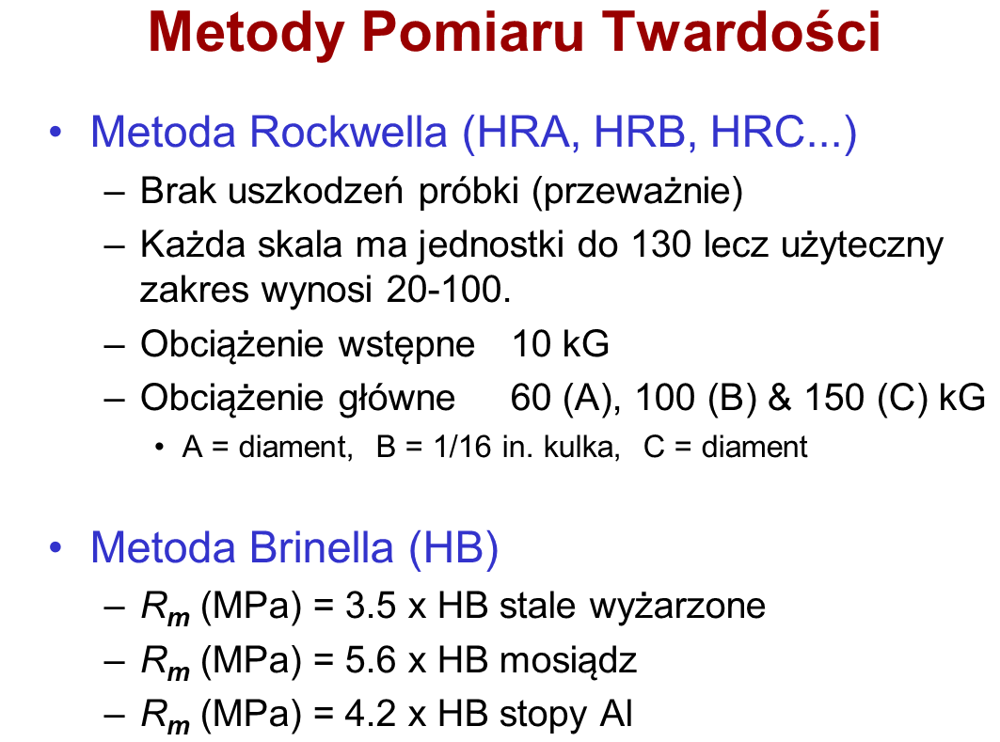 Metody Pomiaru Twardości
• Metoda Rockwella (HRA, HRB, HRC...)
– Brak uszkodzeń próbki (przeważnie)
– Każda skala ma jednostki do 130 lecz użyteczny
zakres wynosi 20-100.
– Obciążenie wstępne 10 kG
– Obciążenie główne 60 (A), 100 (B) & 150 (C) kG
• A = diament, B = 1/16 in. kulka, C = diament
• Metoda Brinella (HB)
– Rm (MPa) = 3.5 x HB stale wyżarzone
– Rm (MPa) = 5.6 x HB mosiądz
– Rm (MPa) = 4.2 x HB stopy Al